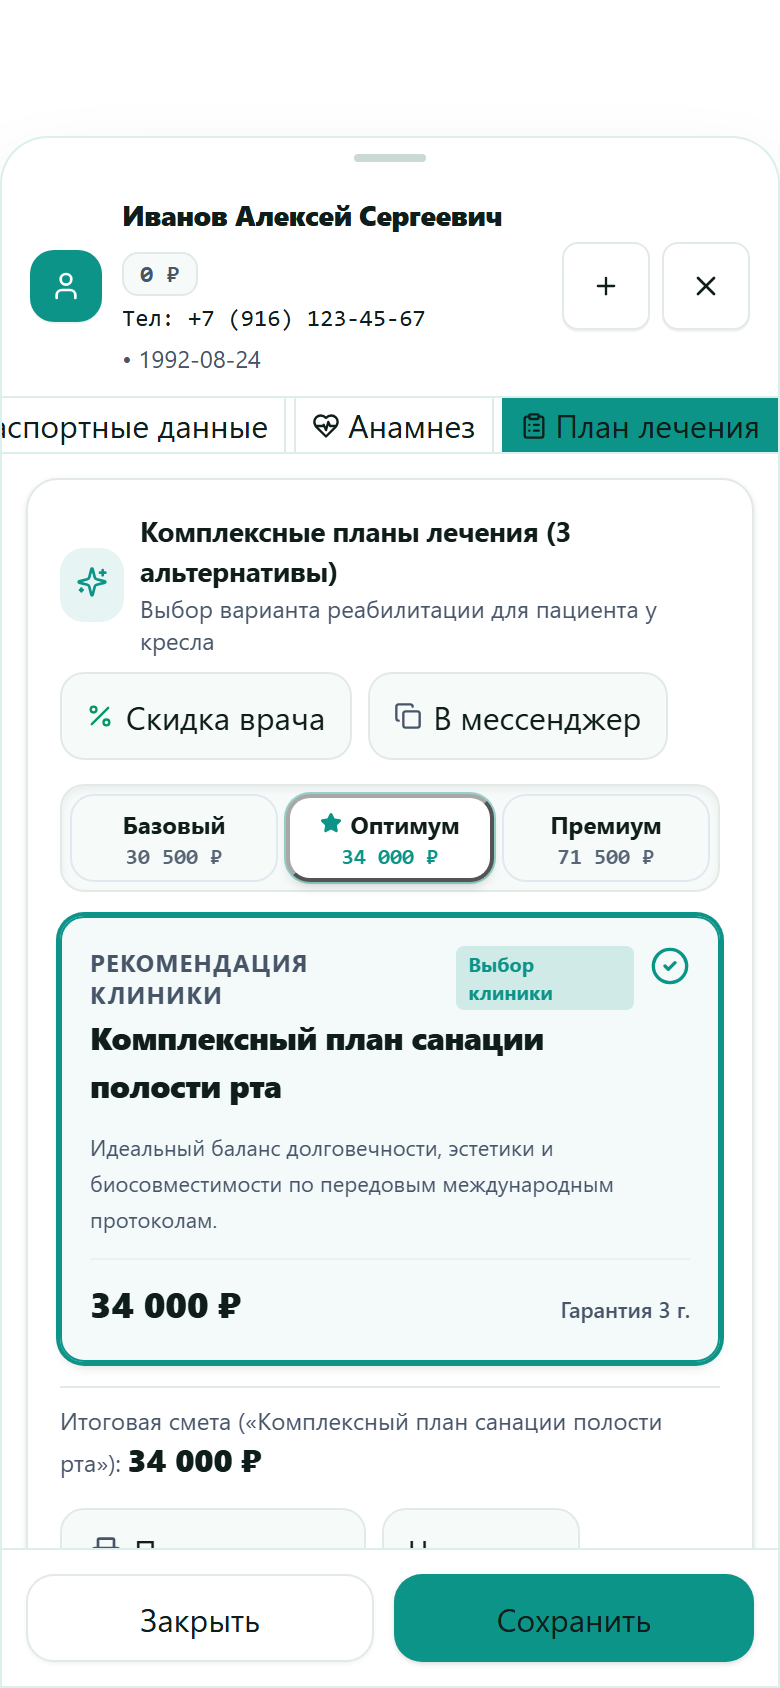 Иванов Алексей Сергеевич
0 ₽
Тел: +7 (916) 123-45-67
• 1992-08-24
аспортные данные
Анамнез
План лечения
Комплексные планы лечения (3
альтернативы)
Выбор варианта реабилитации для пациента у
кресла
Скидка врача
В мессенджер
Базовый
30 500 ₽
Оптимум
34 000 ₽
Премиум
71 500 ₽
РЕКОМЕНДАЦИЯ
КЛИНИКИ
Выбор
клиники
Комплексный план санации
полости рта
Идеальный баланс долговечности, эстетики и
биосовместимости по передовым международным
протоколам.
34 000 ₽
Гарантия 3 г.
Итоговая смета («Комплексный план санации полости
рта»): 34 000 ₽
Закрыть
Сохранить